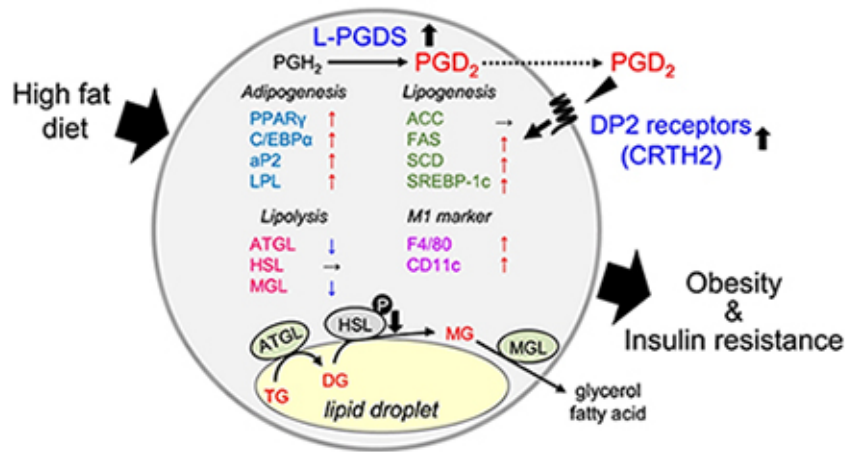 L-PGDS ⬆
PGH₂ → PGD₂ ⇢ PGD₂
High fat
diet
Adipogenesis
PPARγ ↑
C/EBPα ↑
aP2 ↑
LPL ↑
Lipogenesis
ACC →
FAS ↑
SCD ↑
SREBP-1c ↑
DP2 receptors ⬆
(CRTH2)
Lipolysis
ATGL ↓
HSL →
MGL ↓
M1 marker
F4/80 ↑
CD11c ↑
Obesity
&
Insulin resistance
ATGL
HSL
P
TG
DG
MG
MGL
lipid droplet
glycerol
fatty acid